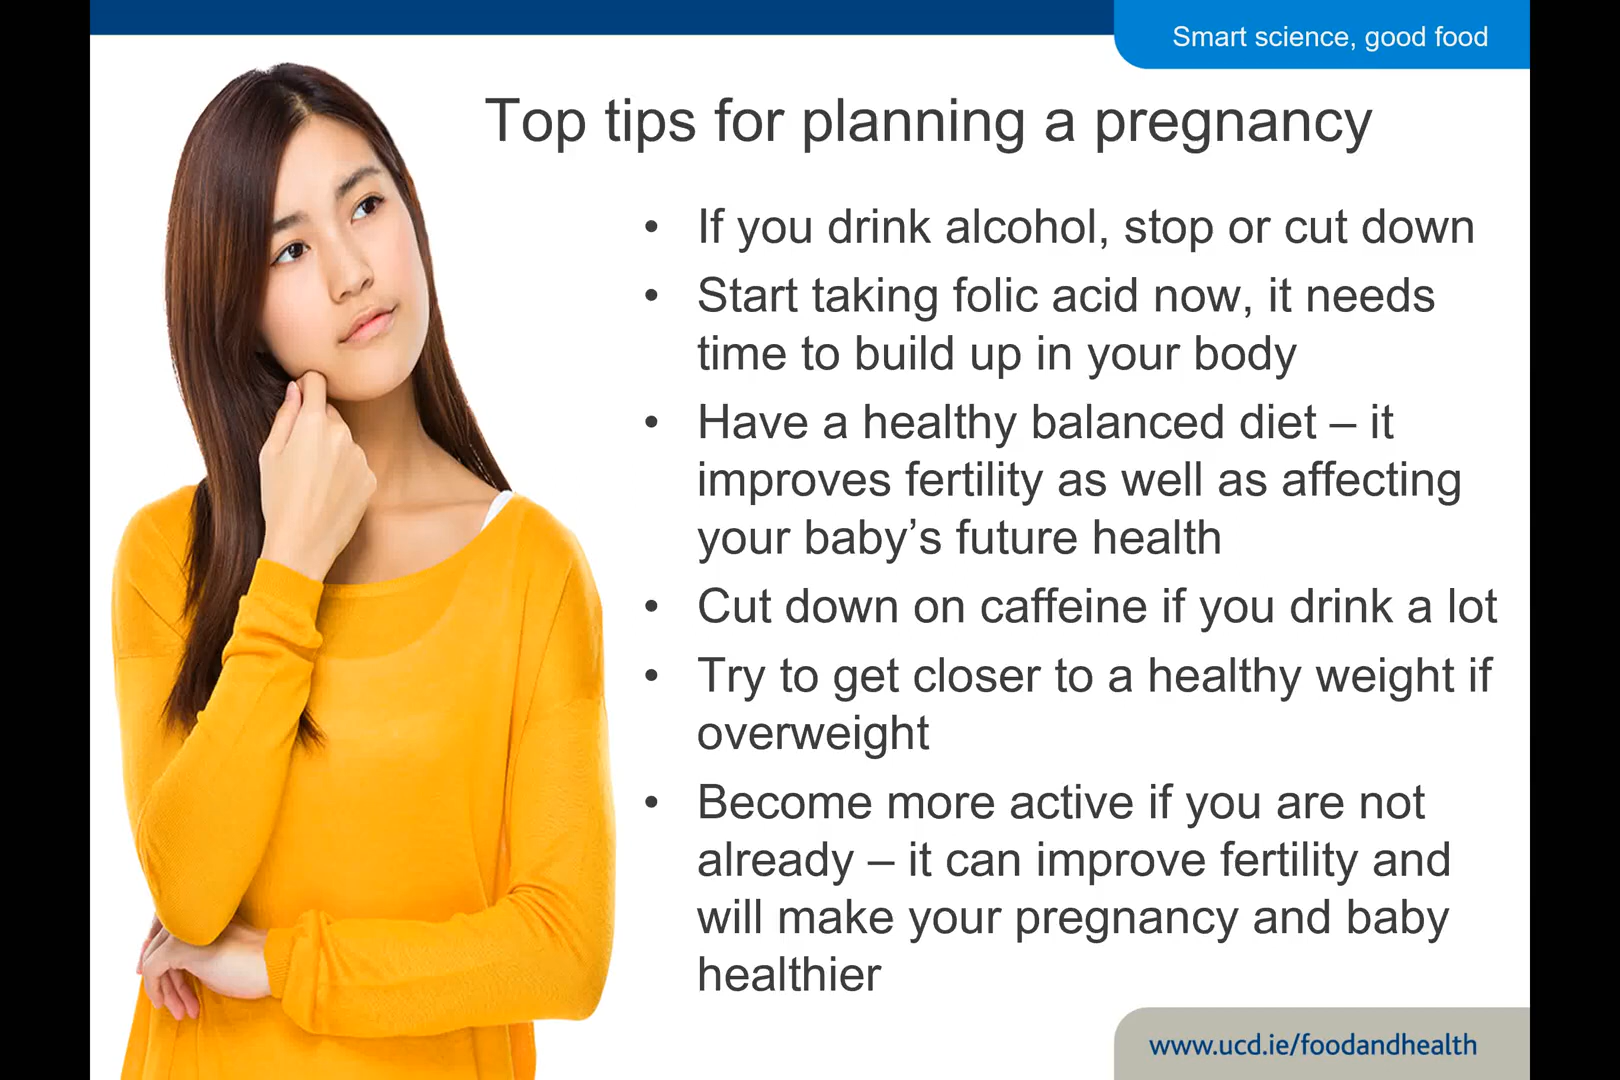 Smart science, good food
Top tips for planning a pregnancy
• If you drink alcohol, stop or cut down
• Start taking folic acid now, it needs
time to build up in your body
• Have a healthy balanced diet – it
improves fertility as well as affecting
your baby’s future health
• Cut down on caffeine if you drink a lot
• Try to get closer to a healthy weight if
overweight
• Become more active if you are not
already – it can improve fertility and
will make your pregnancy and baby
healthier
www.ucd.ie/foodandhealth